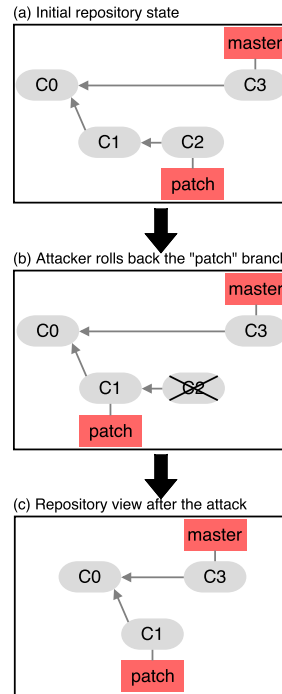 (a) Initial repository state
master
C0
C3
C1
C2
patch
(b) Attacker rolls back the "patch" branch
master
C0
C3
C1
C2
patch
(c) Repository view after the attack
master
C0
C3
C1
patch